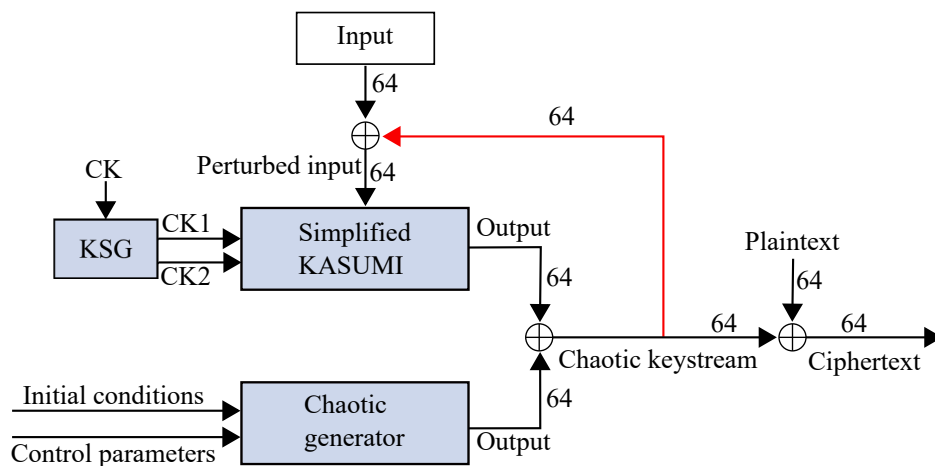 Input
64
64
Perturbed input
64
CK
KSG
CK1
CK2
Simplified
KASUMI
Output
64
Plaintext
64
64
64
Chaotic keystream
Ciphertext
64
Initial conditions
Control parameters
Chaotic
generator
Output